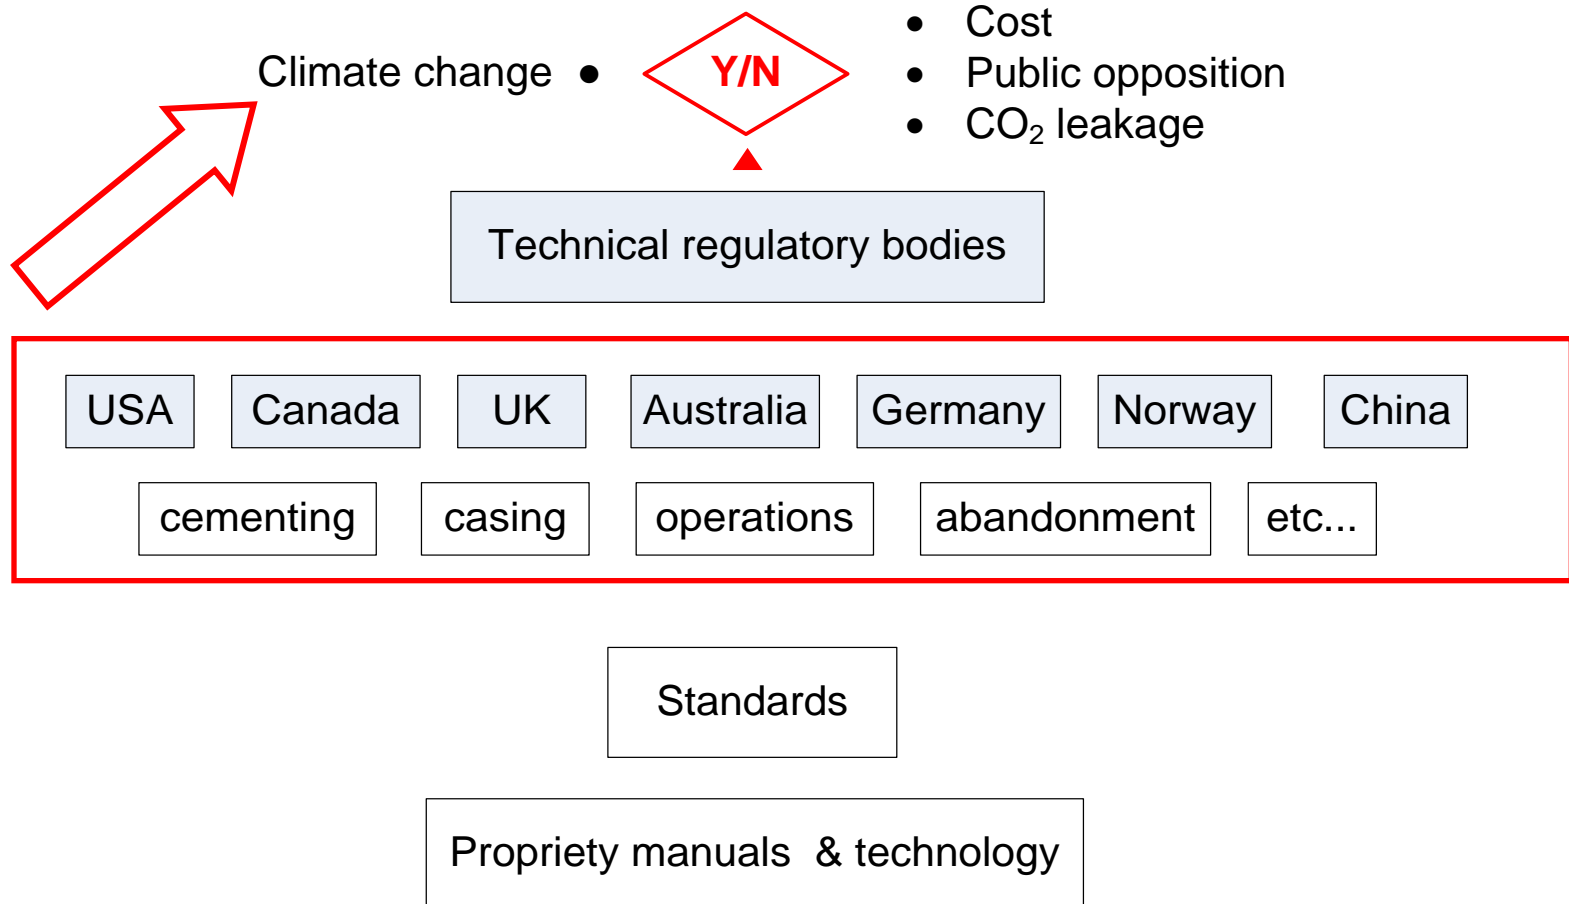 Climate change •
Y/N
• Cost
• Public opposition
• CO₂ leakage
Technical regulatory bodies
USA
Canada
UK
Australia
Germany
Norway
China
cementing
casing
operations
abandonment
etc...
Standards
Propriety manuals & technology